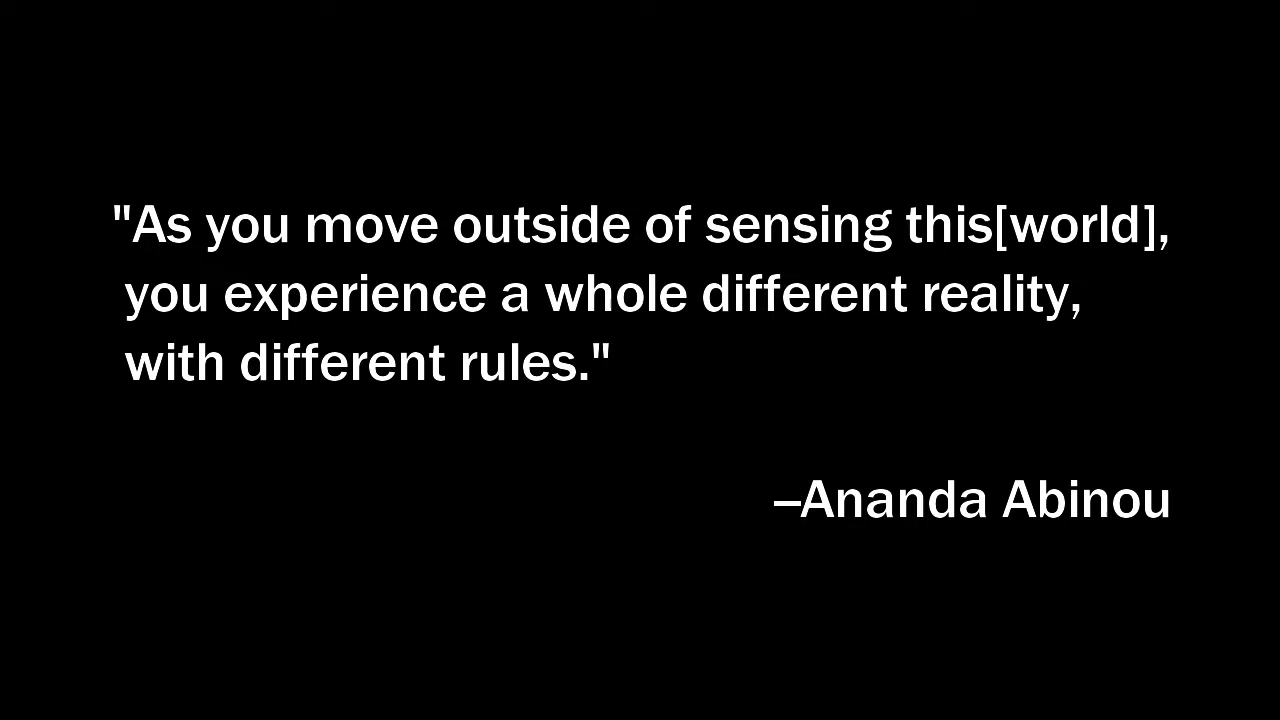 "As you move outside of sensing this[world],
you experience a whole different reality,
with different rules."
–Ananda Abinou